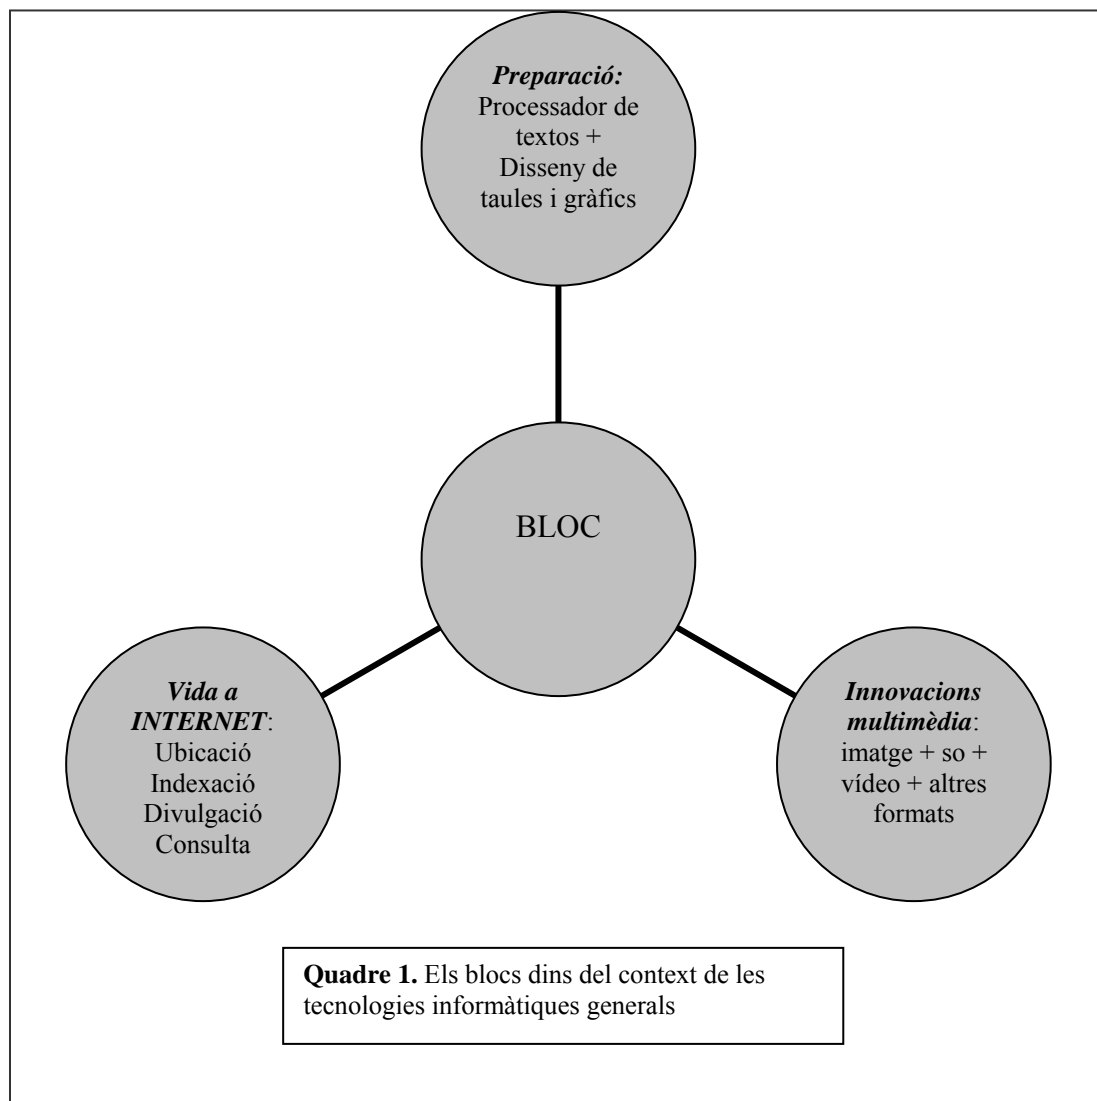 Preparació:
Processador de
textos +
Disseny de
taules i gràfics
BLOC
Vida a
INTERNET:
Ubicació
Indexació
Divulgació
Consulta
Innovacions
multimèdia:
imatge + so +
vídeo + altres
formats
Quadre 1. Els blocs dins del context de les
tecnologies informàtiques generals